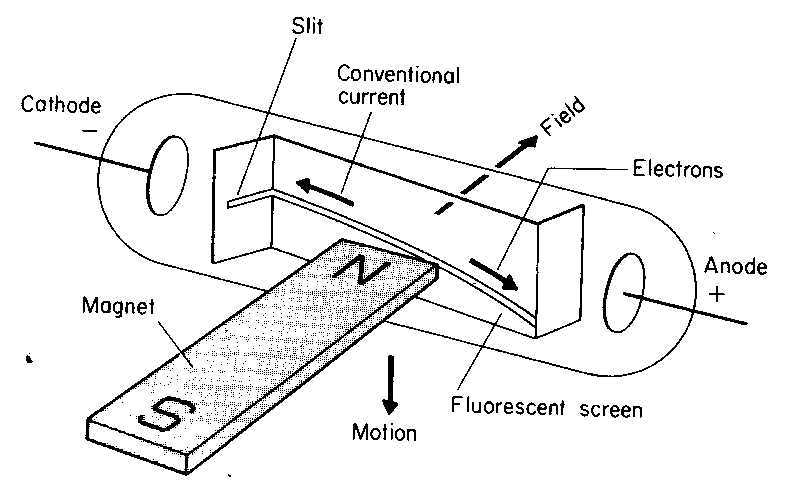 Slit
Conventional
current
Cathode
−
Field
Electrons
N
Anode
+
Magnet
S
Fluorescent screen
Motion